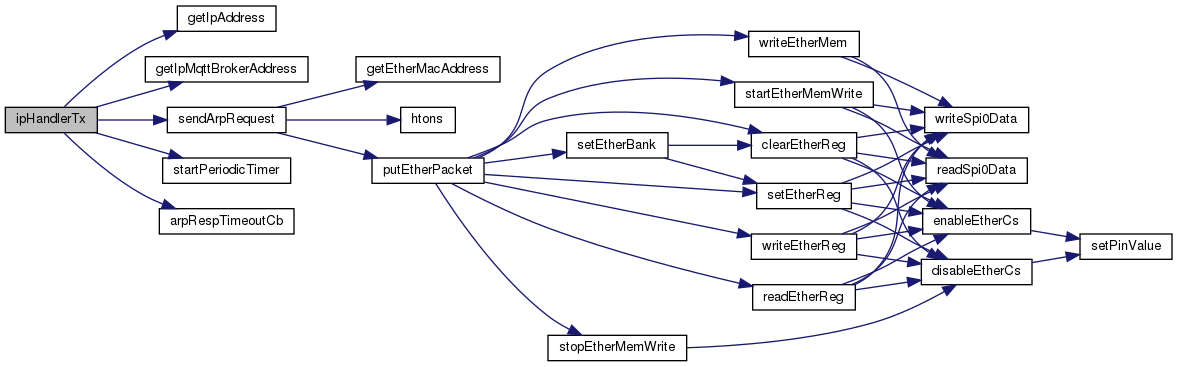 getIpAddress
getIpMqttBrokerAddress
ipHandlerTx
sendArpRequest
startPeriodicTimer
arpRespTimeoutCb
getEtherMacAddress
htons
putEtherPacket
setEtherBank
stopEtherMemWrite
writeEtherMem
startEtherMemWrite
clearEtherReg
setEtherReg
writeEtherReg
readEtherReg
writeSpi0Data
readSpi0Data
enableEtherCs
disableEtherCs
setPinValue